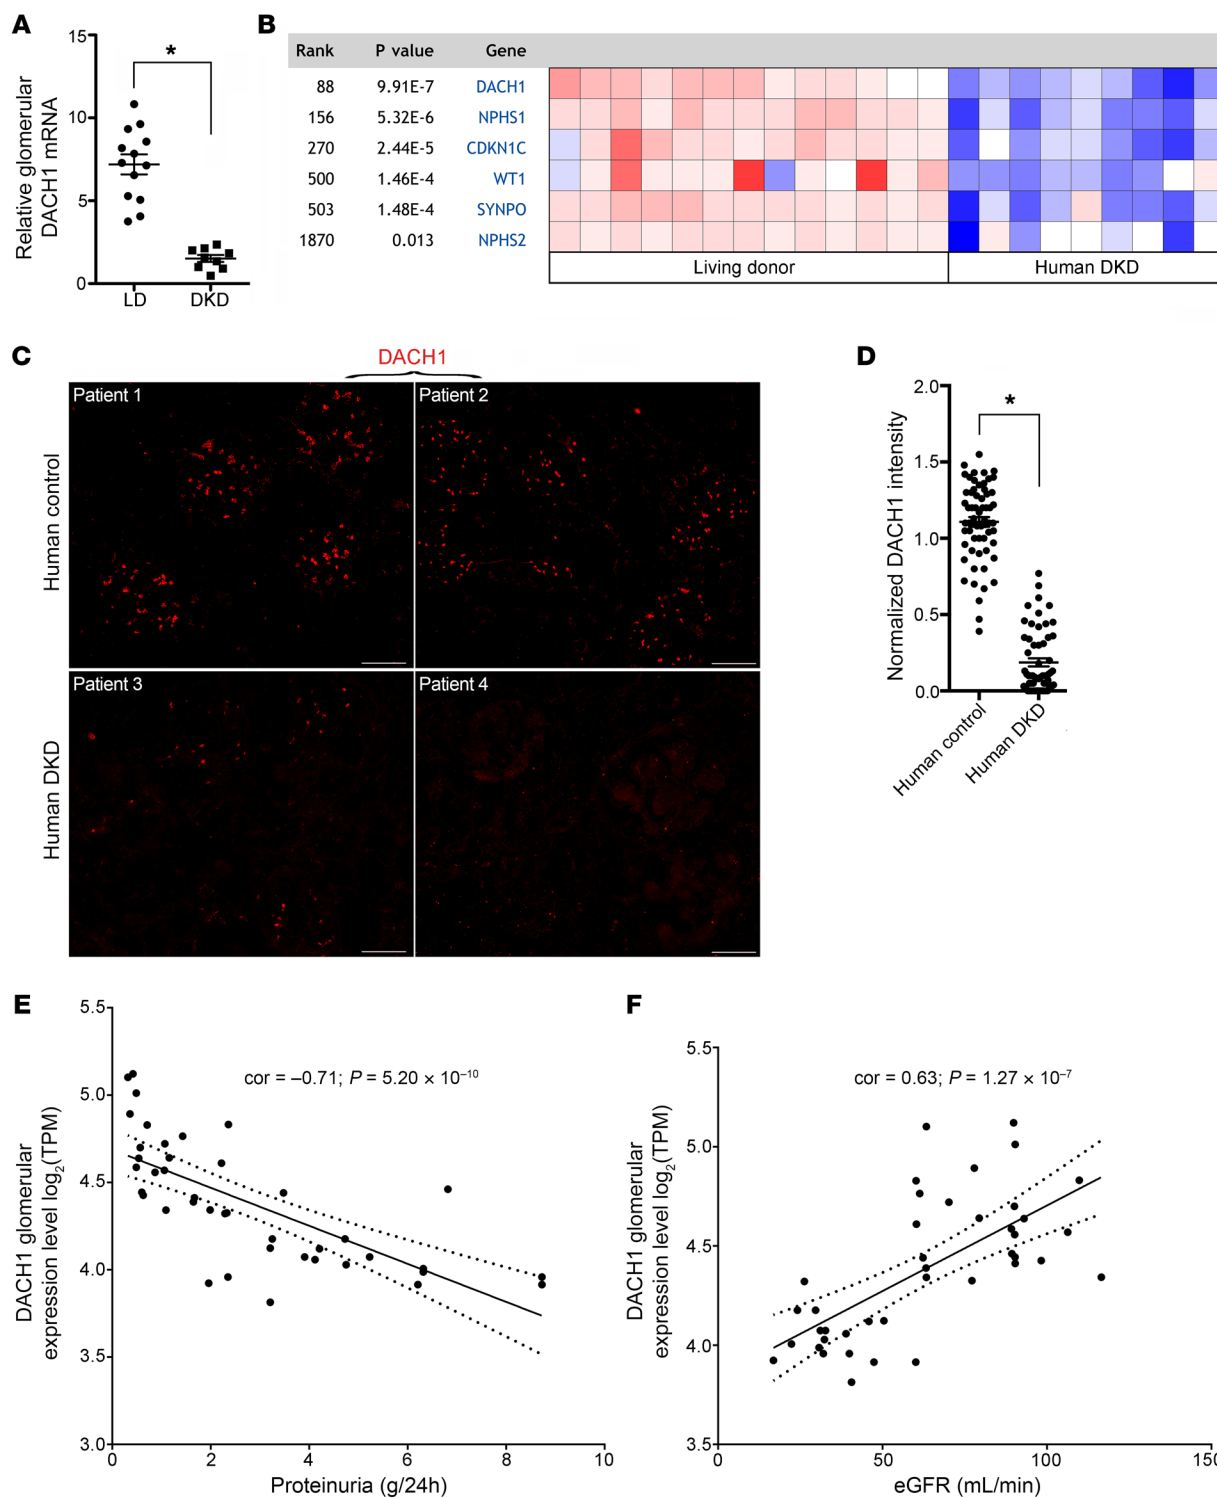 A
15
10
5
0
Relative glomerular
DACH1 mRNA
*
LD
DKD
B
Rank P value Gene
88 9.91E-7 DACH1
156 5.32E-6 NPHS1
270 2.44E-5 CDKN1C
500 1.46E-4 WT1
503 1.48E-4 SYNPO
1870 0.013 NPHS2
Living donor
Human DKD
C
DACH1
Human control
Patient 1
Patient 2
Human DKD
Patient 3
Patient 4
D
2.0
1.5
1.0
0.5
0.0
Normalized DACH1 intensity
*
Human control
Human DKD
E
5.5
5.0
4.5
4.0
3.5
3.0
DACH1 glomerular
expression level log₂(TPM)
cor = –0.71; P = 5.20 × 10⁻¹⁰
0 2 4 6 8 10
Proteinuria (g/24h)
F
5.5
5.0
4.5
4.0
3.5
DACH1 glomerular
expression level log₂(TPM)
cor = 0.63; P = 1.27 × 10⁻⁷
0 50 100 150
eGFR (mL/min)